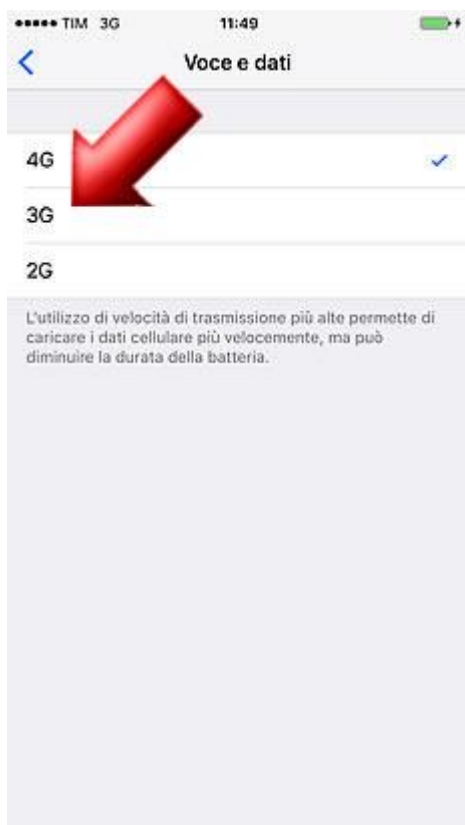 TIM 3G 11:49
Voce e dati
4G
3G
2G
L'utilizzo di velocità di trasmissione più alte permette di
caricare i dati cellulare più velocemente, ma può
diminuire la durata della batteria.